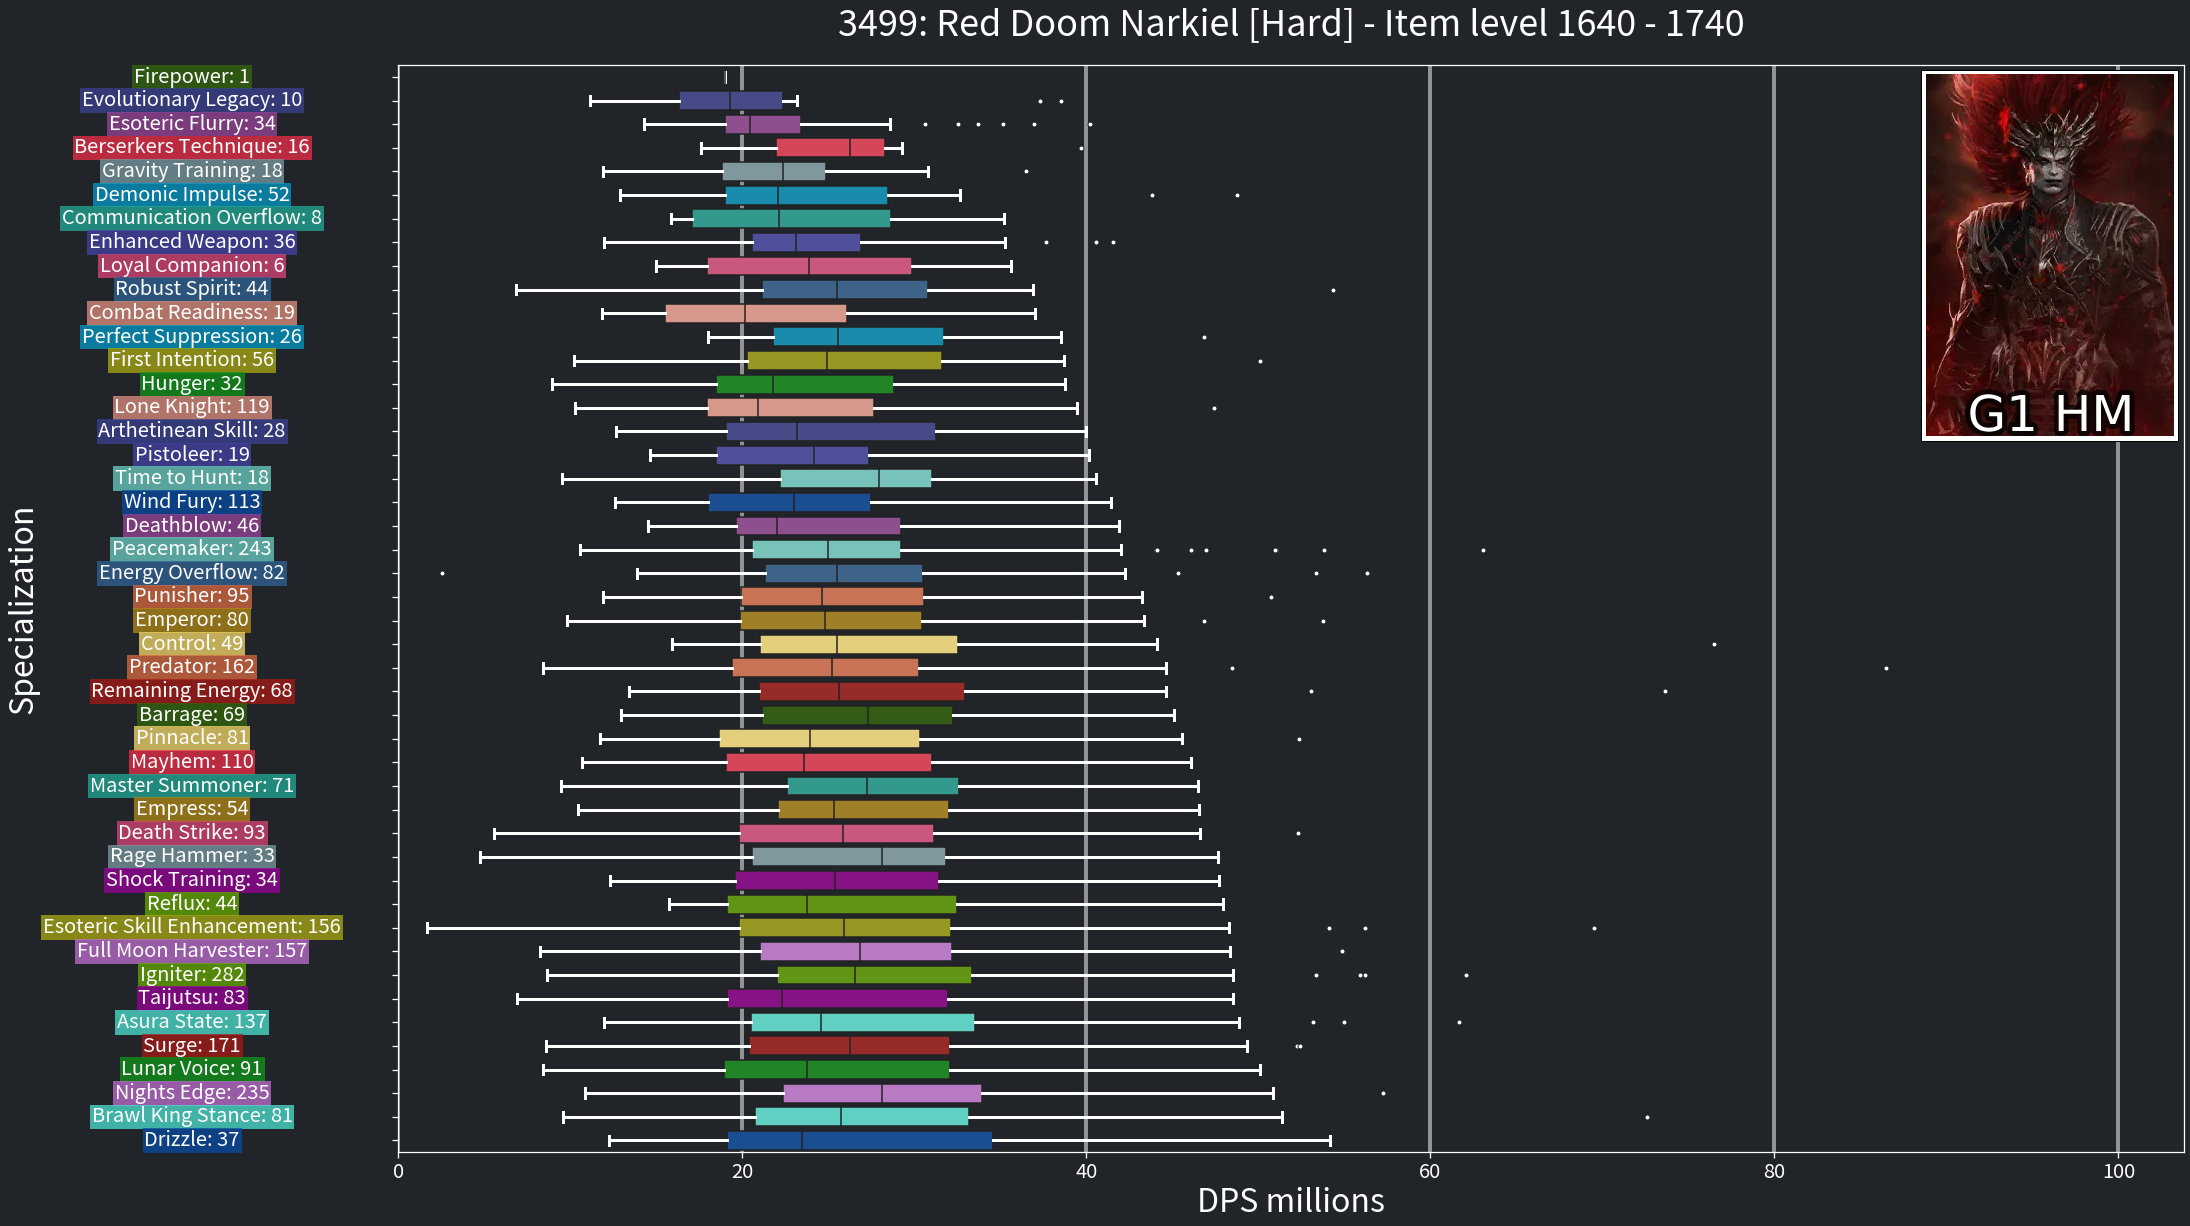 3499: Red Doom Narkiel [Hard] - Item level 1640 - 1740
Firepower: 1
Evolutionary Legacy: 10
Esoteric Flurry: 34
Berserkers Technique: 16
Gravity Training: 18
Demonic Impulse: 52
Communication Overflow: 8
Enhanced Weapon: 36
Loyal Companion: 6
Robust Spirit: 44
Combat Readiness: 19
Perfect Suppression: 26
First Intention: 56
Hunger: 32
Lone Knight: 119
Arthetinean Skill: 28
Pistoleer: 19
Time to Hunt: 18
Wind Fury: 113
Deathblow: 46
Peacemaker: 243
Energy Overflow: 82
Punisher: 95
Emperor: 80
Control: 49
Predator: 162
Remaining Energy: 68
Barrage: 69
Pinnacle: 81
Mayhem: 110
Master Summoner: 71
Empress: 54
Death Strike: 93
Rage Hammer: 33
Shock Training: 34
Reflux: 44
Esoteric Skill Enhancement: 156
Full Moon Harvester: 157
Igniter: 282
Taijutsu: 83
Asura State: 137
Surge: 171
Lunar Voice: 91
Nights Edge: 235
Brawl King Stance: 81
Drizzle: 37
Specialization
G1 HM
0 20 40 60 80 100
DPS millions